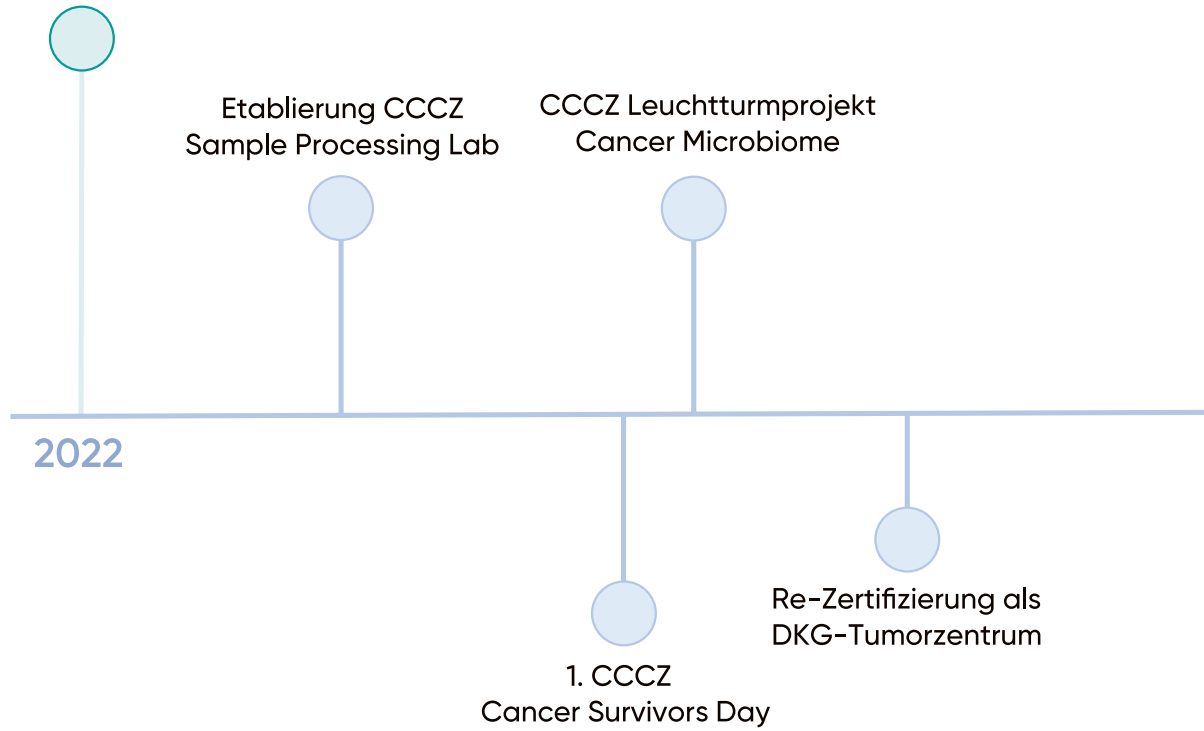 Etablierung CCCZ
Sample Processing Lab
CCCZ Leuchtturmprojekt
Cancer Microbiome
2022
1. CCCZ
Cancer Survivors Day
Re-Zertifizierung als
DKG-Tumorzentrum